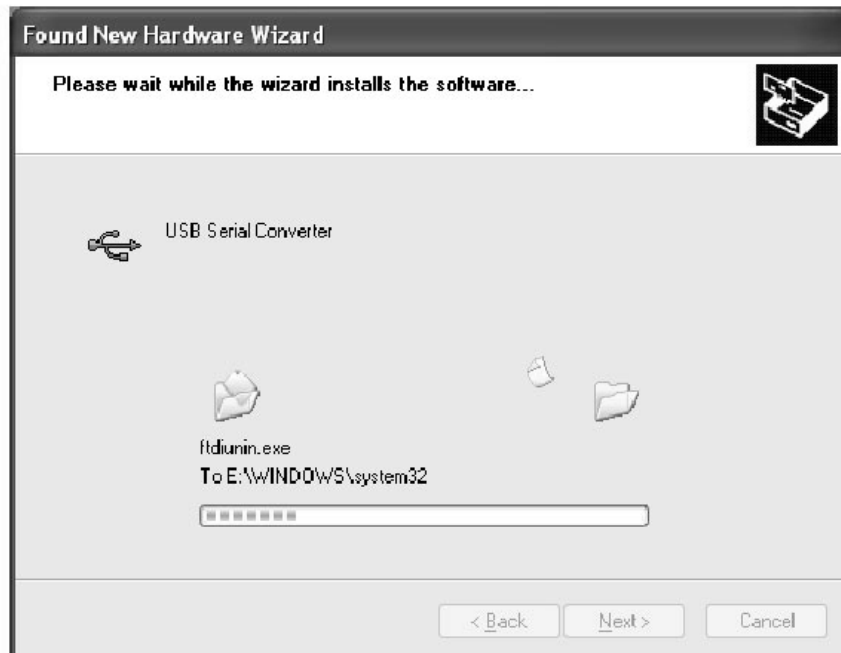 Found New Hardware Wizard
Please wait while the wizard installs the software...
USB Serial Converter
ftdiunin.exe
To E:\WINDOWS\system32
< Back
Next >
Cancel